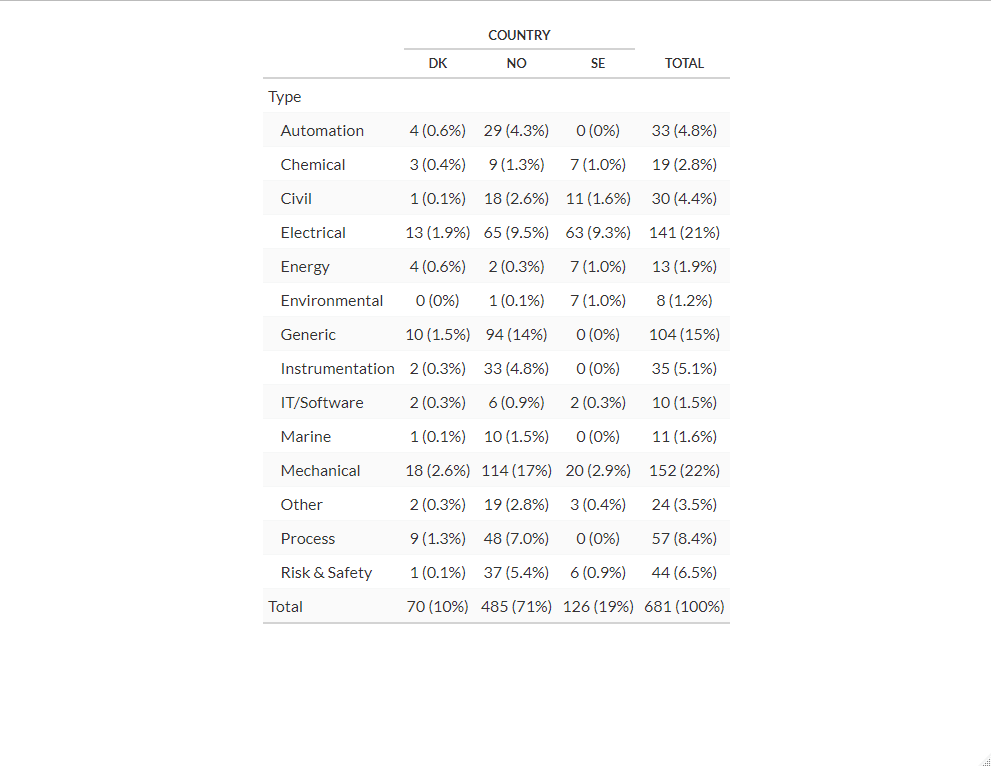 COUNTRY
DK NO SE TOTAL
Type
Automation 4 (0.6%) 29 (4.3%) 0 (0%) 33 (4.8%)
Chemical 3 (0.4%) 9 (1.3%) 7 (1.0%) 19 (2.8%)
Civil 1 (0.1%) 18 (2.6%) 11 (1.6%) 30 (4.4%)
Electrical 13 (1.9%) 65 (9.5%) 63 (9.3%) 141 (21%)
Energy 4 (0.6%) 2 (0.3%) 7 (1.0%) 13 (1.9%)
Environmental 0 (0%) 1 (0.1%) 7 (1.0%) 8 (1.2%)
Generic 10 (1.5%) 94 (14%) 0 (0%) 104 (15%)
Instrumentation 2 (0.3%) 33 (4.8%) 0 (0%) 35 (5.1%)
IT/Software 2 (0.3%) 6 (0.9%) 2 (0.3%) 10 (1.5%)
Marine 1 (0.1%) 10 (1.5%) 0 (0%) 11 (1.6%)
Mechanical 18 (2.6%) 114 (17%) 20 (2.9%) 152 (22%)
Other 2 (0.3%) 19 (2.8%) 3 (0.4%) 24 (3.5%)
Process 9 (1.3%) 48 (7.0%) 0 (0%) 57 (8.4%)
Risk & Safety 1 (0.1%) 37 (5.4%) 6 (0.9%) 44 (6.5%)
Total 70 (10%) 485 (71%) 126 (19%) 681 (100%)